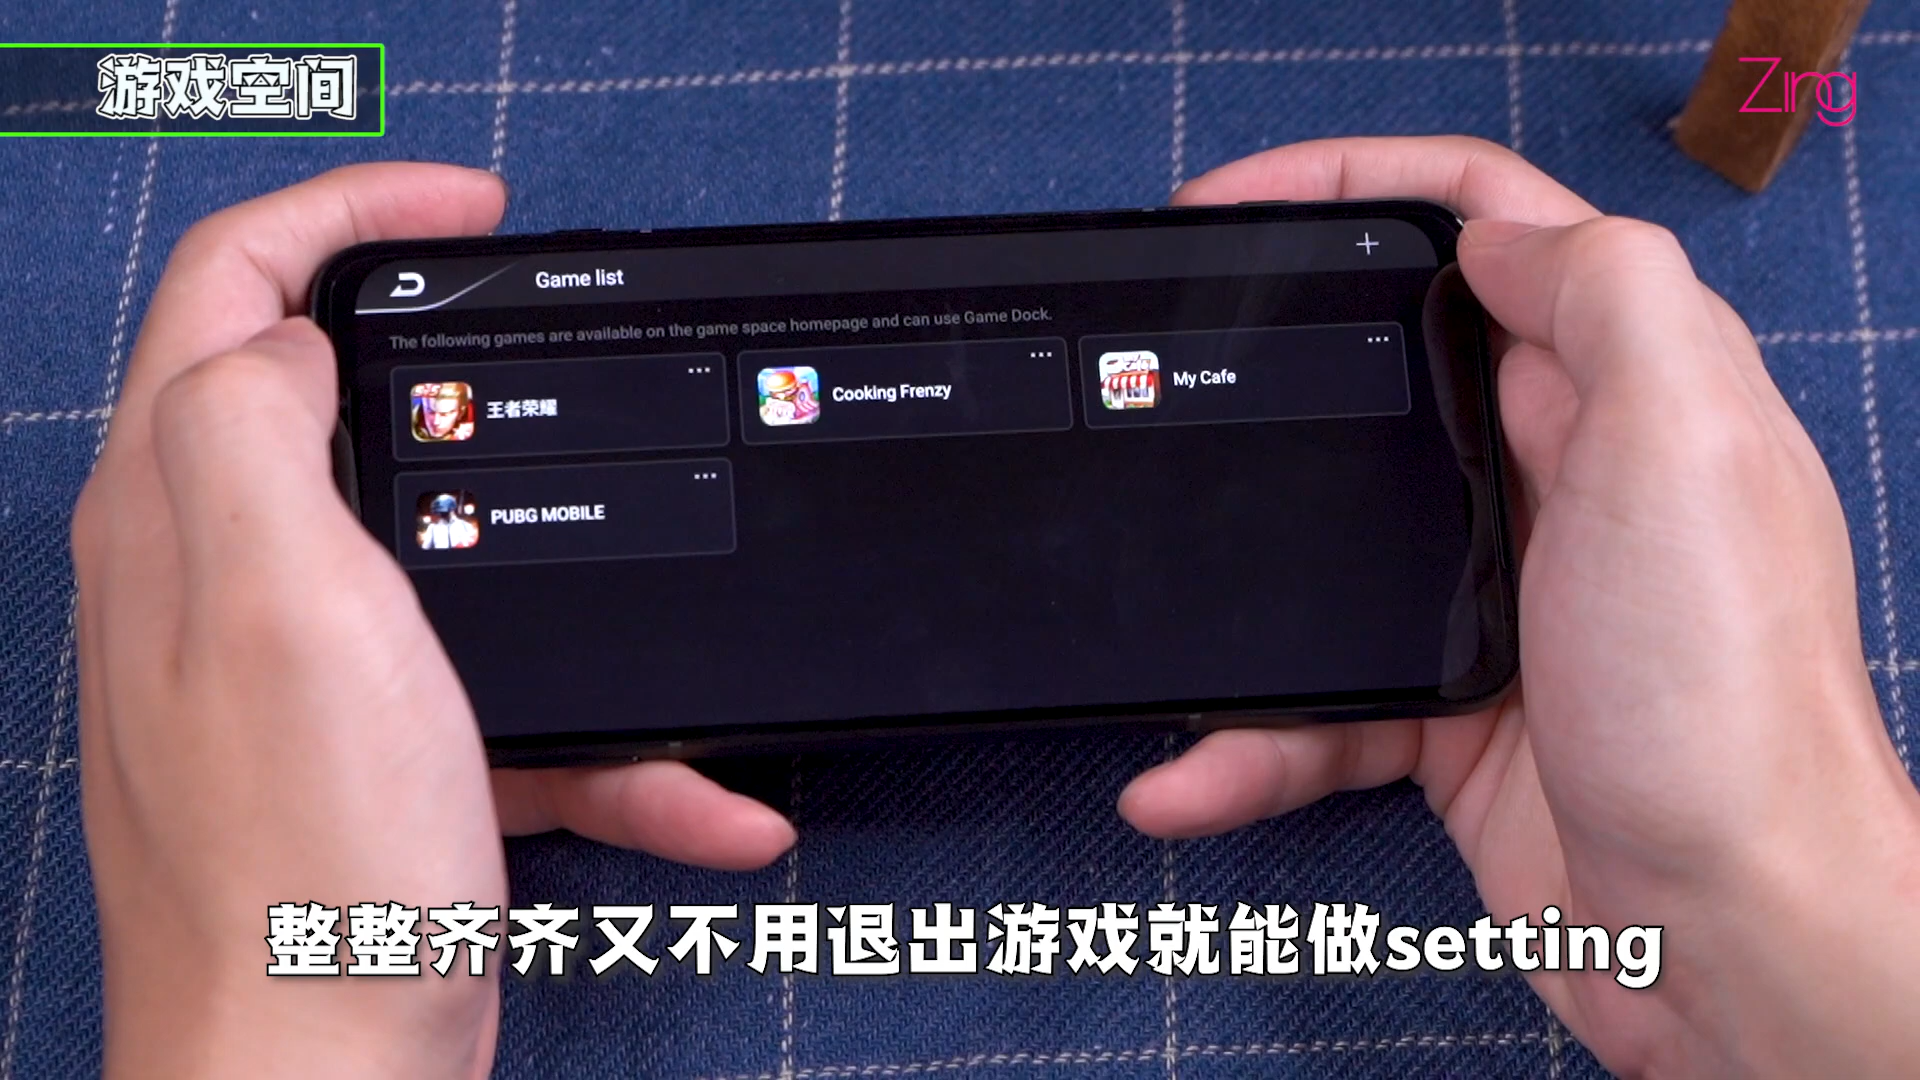 游戏空间
Zing
Game list
The following games are available on the game space homepage and can use Game Dock.
王者荣耀
Cooking Frenzy
My Cafe
PUBG MOBILE
整整齐齐又不用退出游戏就能做setting